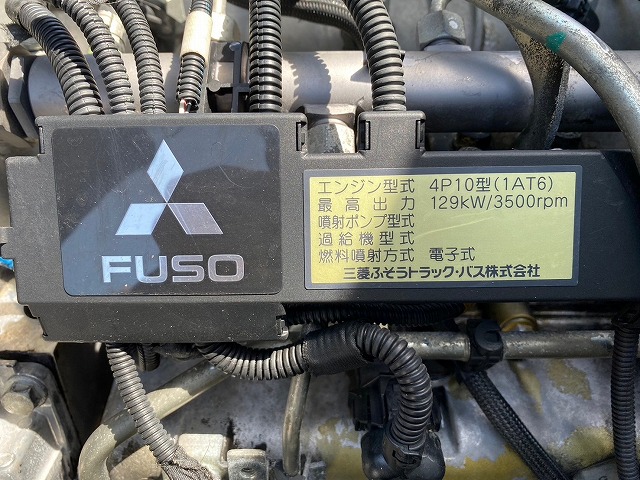 FUSO
エンジン型式 4P10型(1AT6)
最高出力 129kW/3500rpm
噴射ポンプ型式
過給機型式
燃料噴射方式 電子式
三菱ふそうトラック・バス株式会社